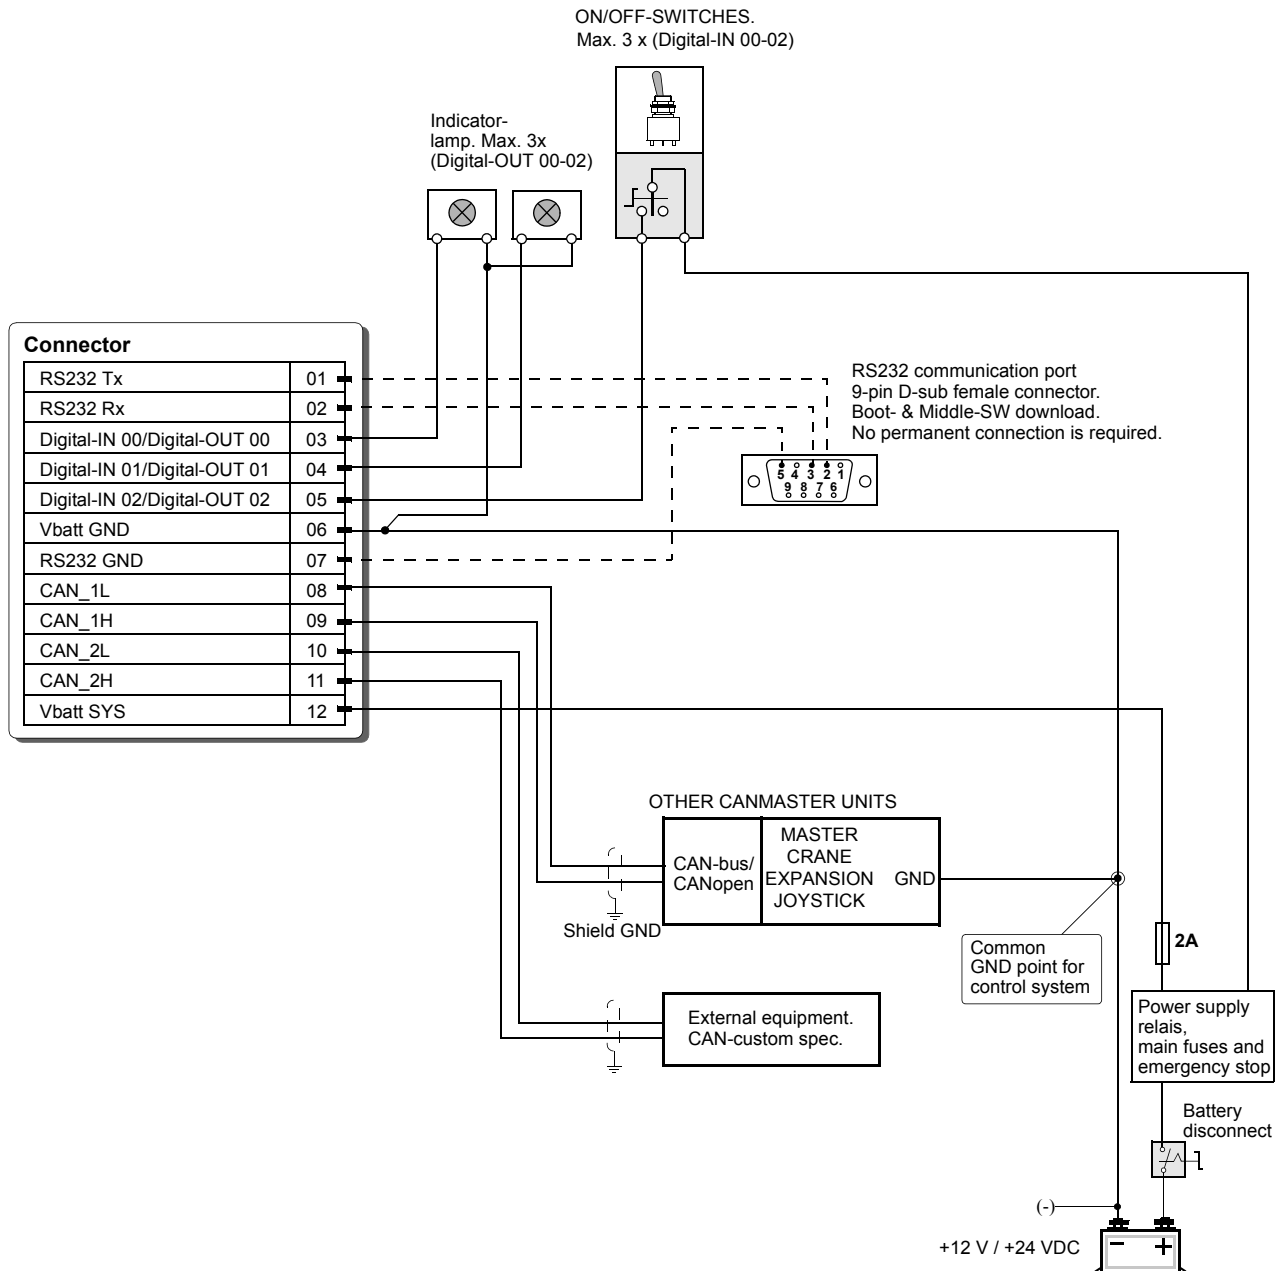 ON/OFF-SWITCHES.
Max. 3 x (Digital-IN 00-02)
Indicator-
lamp. Max. 3x
(Digital-OUT 00-02)
Connector
RS232 Tx 01
RS232 Rx 02
Digital-IN 00/Digital-OUT 00 03
Digital-IN 01/Digital-OUT 01 04
Digital-IN 02/Digital-OUT 02 05
Vbatt GND 06
RS232 GND 07
CAN_1L 08
CAN_1H 09
CAN_2L 10
CAN_2H 11
Vbatt SYS 12
RS232 communication port
9-pin D-sub female connector.
Boot- & Middle-SW download.
No permanent connection is required.
5 4 3 2 1
9 8 7 6
OTHER CANMASTER UNITS
CAN-bus/
CANopen
MASTER
CRANE
EXPANSION
JOYSTICK
GND
Shield GND
Common
GND point for
control system
2A
External equipment.
CAN-custom spec.
Power supply
relais,
main fuses and
emergency stop
Battery
disconnect
(-)
+12 V / +24 VDC
- +